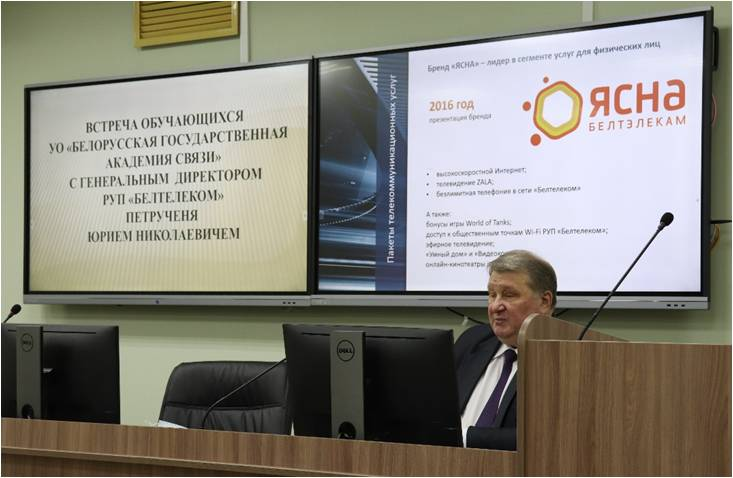 ВСТРЕЧА ОБУЧАЮЩИХСЯ
УО «БЕЛОРУССКАЯ ГОСУДАРСТВЕННАЯ
АКАДЕМИЯ СВЯЗИ»
С ГЕНЕРАЛЬНЫМ ДИРЕКТОРОМ
РУП «БЕЛТЕЛЕКОМ»
ПЕТРУЧЕНЯ
ЮРИЕМ НИКОЛАЕВИЧЕМ
Пакеты телекоммуникационных услуг
Бренд «ЯСНА» – лидер в сегменте услуг для физических лиц
2016 год
презентация бренда
ЯСНА
БЕЛТЭЛЕКАМ
• высокоскоростной Интернет;
• телевидение ZALA;
• безлимитная телефония в сети «Белтелеком»
А также:
бонусы игры World of Tanks;
доступ к общественным точкам Wi-Fi РУП «Белтелеком»;
эфирное телевидение;
«Умный дом» и «Видеоко
онлайн-кинотеатры
DELL
DELL